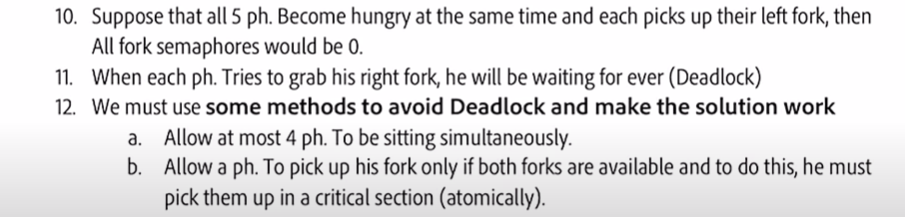 10. Suppose that all 5 ph. Become hungry at the same time and each picks up their left fork, then
All fork semaphores would be 0.
11. When each ph. Tries to grab his right fork, he will be waiting for ever (Deadlock)
12. We must use some methods to avoid Deadlock and make the solution work
a. Allow at most 4 ph. To be sitting simultaneously.
b. Allow a ph. To pick up his fork only if both forks are available and to do this, he must
pick them up in a critical section (atomically).